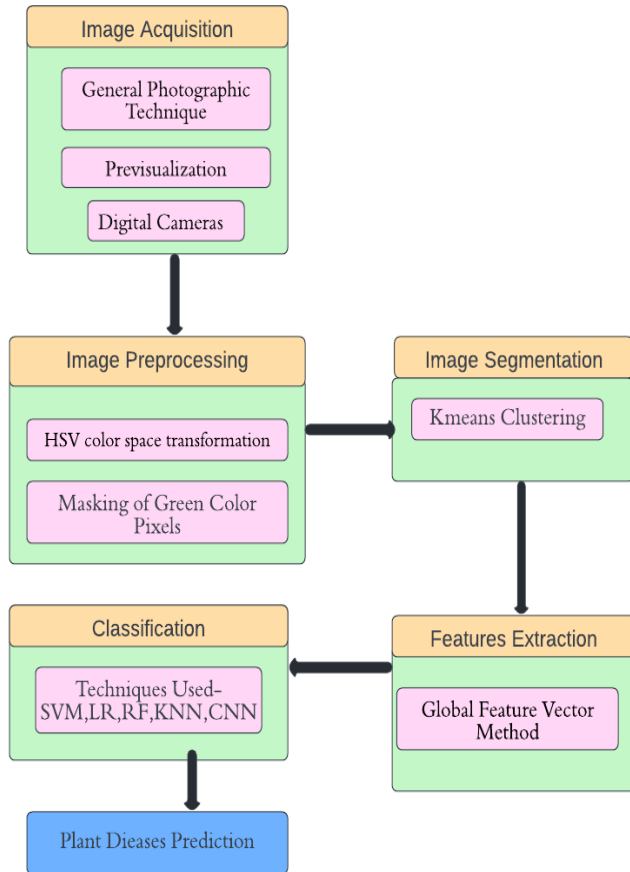 Image Acquisition
General Photographic
Technique
Previsualization
Digital Cameras
Image Preprocessing
HSV color space transformation
Masking of Green Color
Pixels
Image Segmentation
Kmeans Clustering
Features Extraction
Global Feature Vector
Method
Classification
Techniques Used-
SVM,LR,RF,KNN,CNN
Plant Dieases Prediction